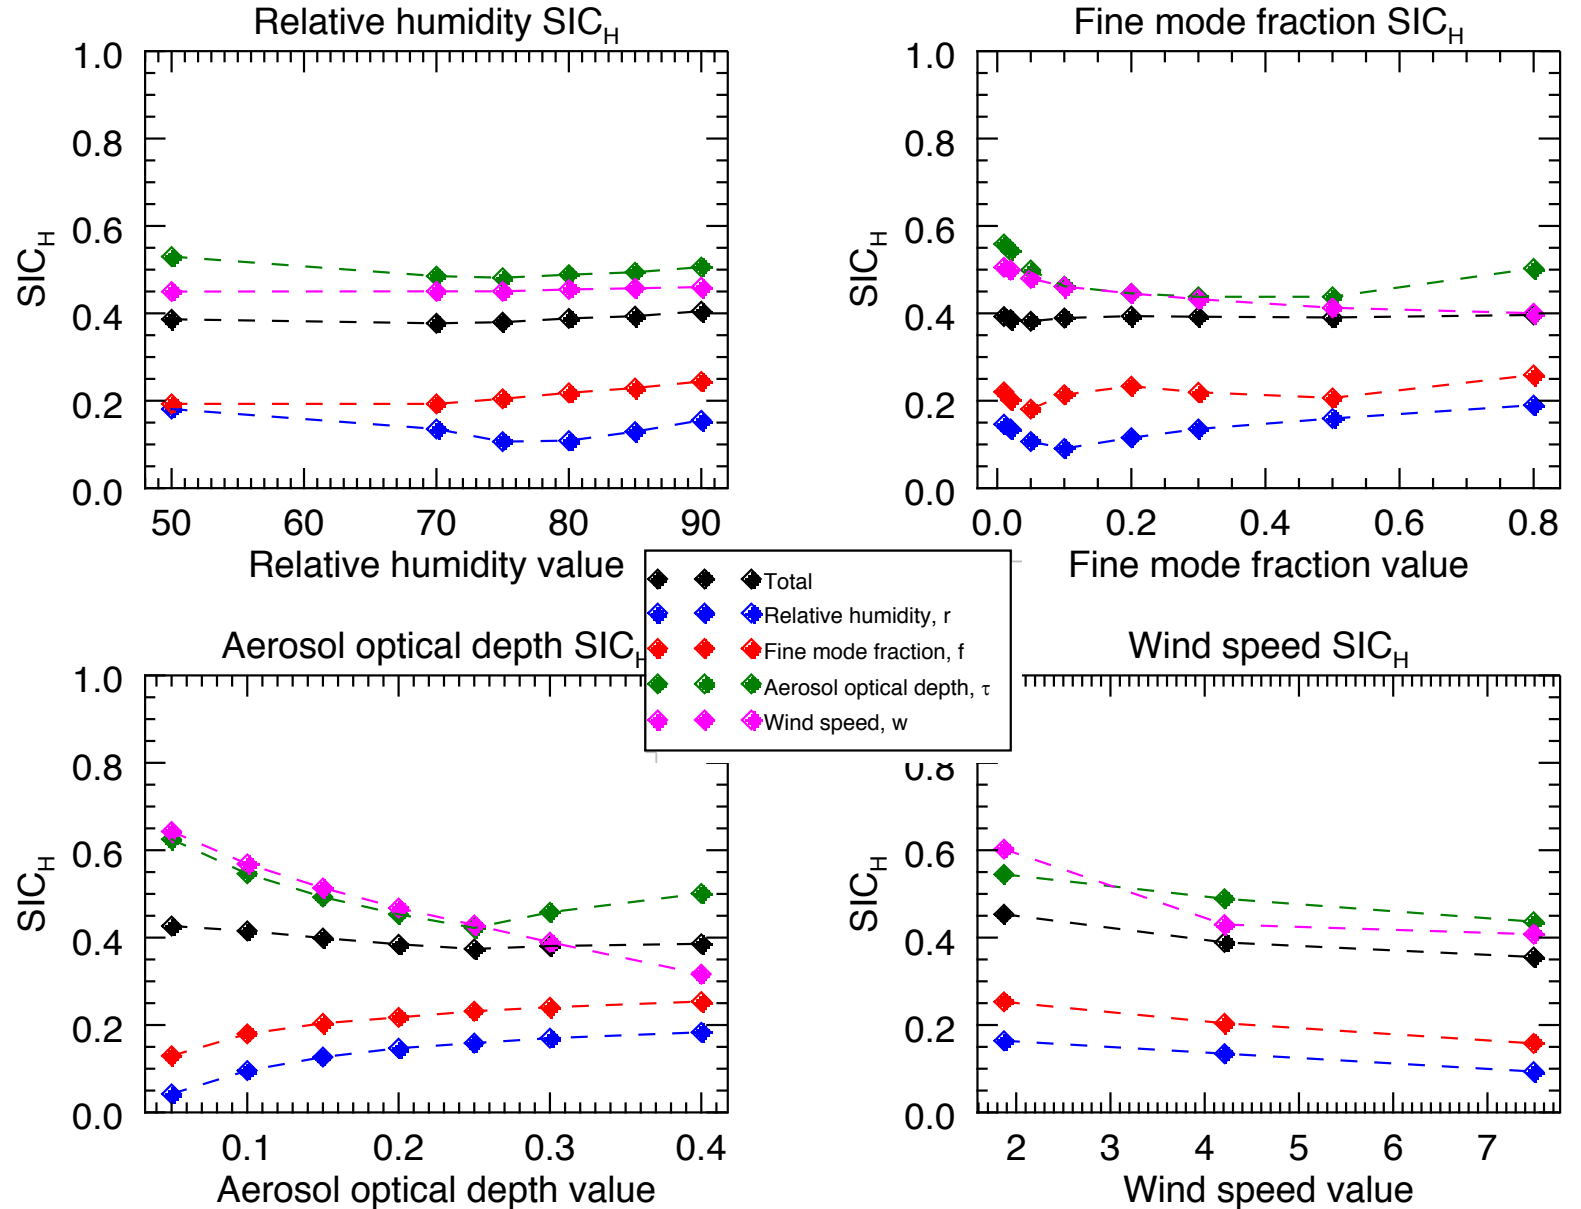 Relative humidity SIC_H
1.0
0.8
0.6
0.4
0.2
0.0
SIC_H
50 60 70 80 90
Relative humidity value
Fine mode fraction SIC_H
1.0
0.8
0.6
0.4
0.2
0.0
SIC_H
0.0 0.2 0.4 0.6 0.8
Fine mode fraction value
Total
Relative humidity, r
Fine mode fraction, f
Aerosol optical depth, τ
Wind speed, w
Aerosol optical depth SIC_H
1.0
0.8
0.6
0.4
0.2
0.0
SIC_H
0.1 0.2 0.3 0.4
Aerosol optical depth value
Wind speed SIC_H
0.8
0.6
0.4
0.2
0.0
SIC_H
2 3 4 5 6 7
Wind speed value